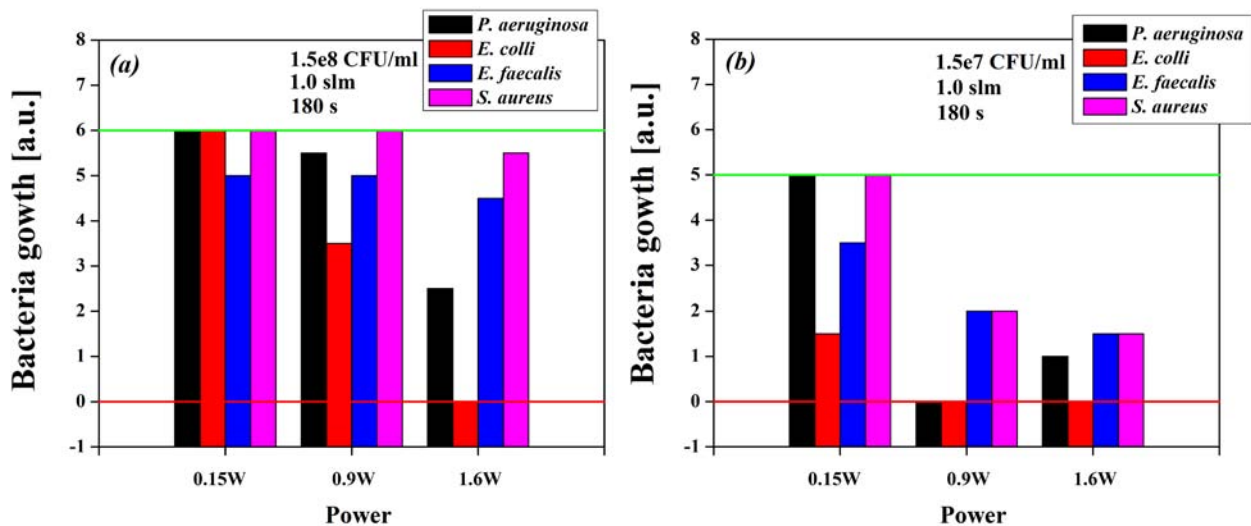 (a)
1.5e8 CFU/ml
1.0 slm
180 s
P. aeruginosa
E. colli
E. faecalis
S. aureus
Bacteria gowth [a.u.]
8
7
6
5
4
3
2
1
0
-1
0.15W
0.9W
1.6W
Power
(b)
1.5e7 CFU/ml
1.0 slm
180 s
P. aeruginosa
E. colli
E. faecalis
S. aureus
Bacteria gowth [a.u.]
8
7
6
5
4
3
2
1
0
-1
0.15W
0.9W
1.6W
Power